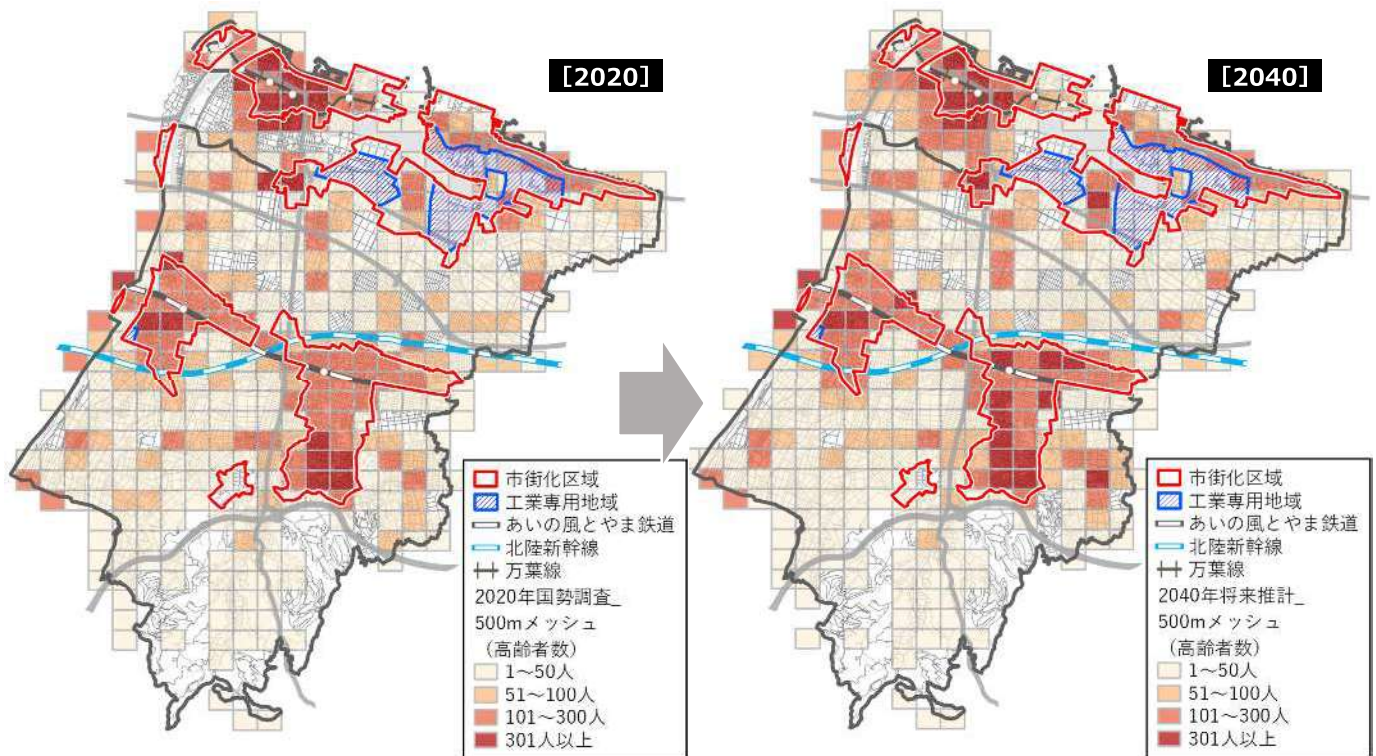 [2020]
市街化区域
工業専用地域
あいの風とやま鉄道
北陸新幹線
万葉線
2020年国勢調査_
500mメッシュ
(高齢者数)
1～50人
51～100人
101～300人
301人以上
[2040]
市街化区域
工業専用地域
あいの風とやま鉄道
北陸新幹線
万葉線
2040年将来推計_
500mメッシュ
(高齢者数)
1～50人
51～100人
101～300人
301人以上